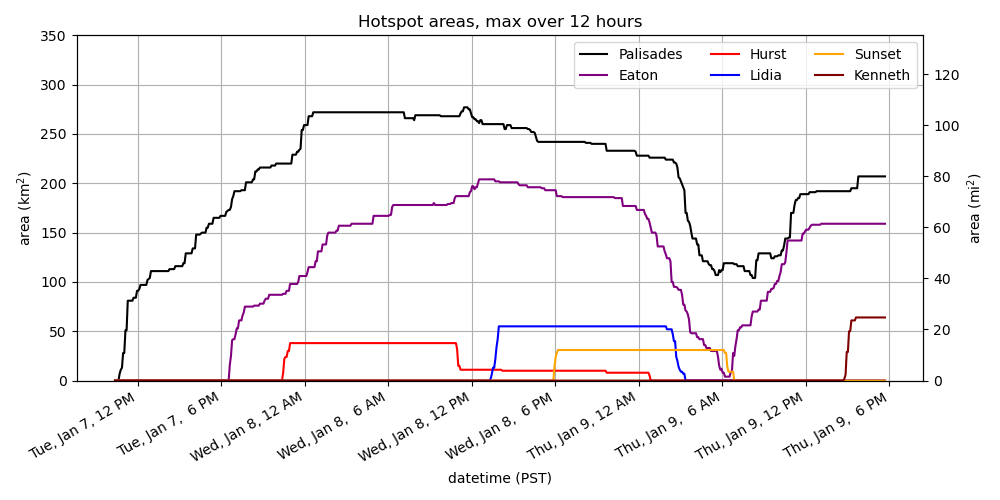 Hotspot areas, max over 12 hours
350
300
250
200
150
100
50
0
area (km²)
Palisades Hurst Sunset
Eaton Lidia Kenneth
120
100
80
60
40
20
0
area (mi²)
Tue, Jan 7, 12 PM
Tue, Jan 7, 6 PM
Wed, Jan 8, 12 AM
Wed, Jan 8, 6 AM
Wed, Jan 8, 12 PM
Wed, Jan 8, 6 PM
Thu, Jan 9, 12 AM
Thu, Jan 9, 6 AM
Thu, Jan 9, 12 PM
Thu, Jan 9, 6 PM
datetime (PST)